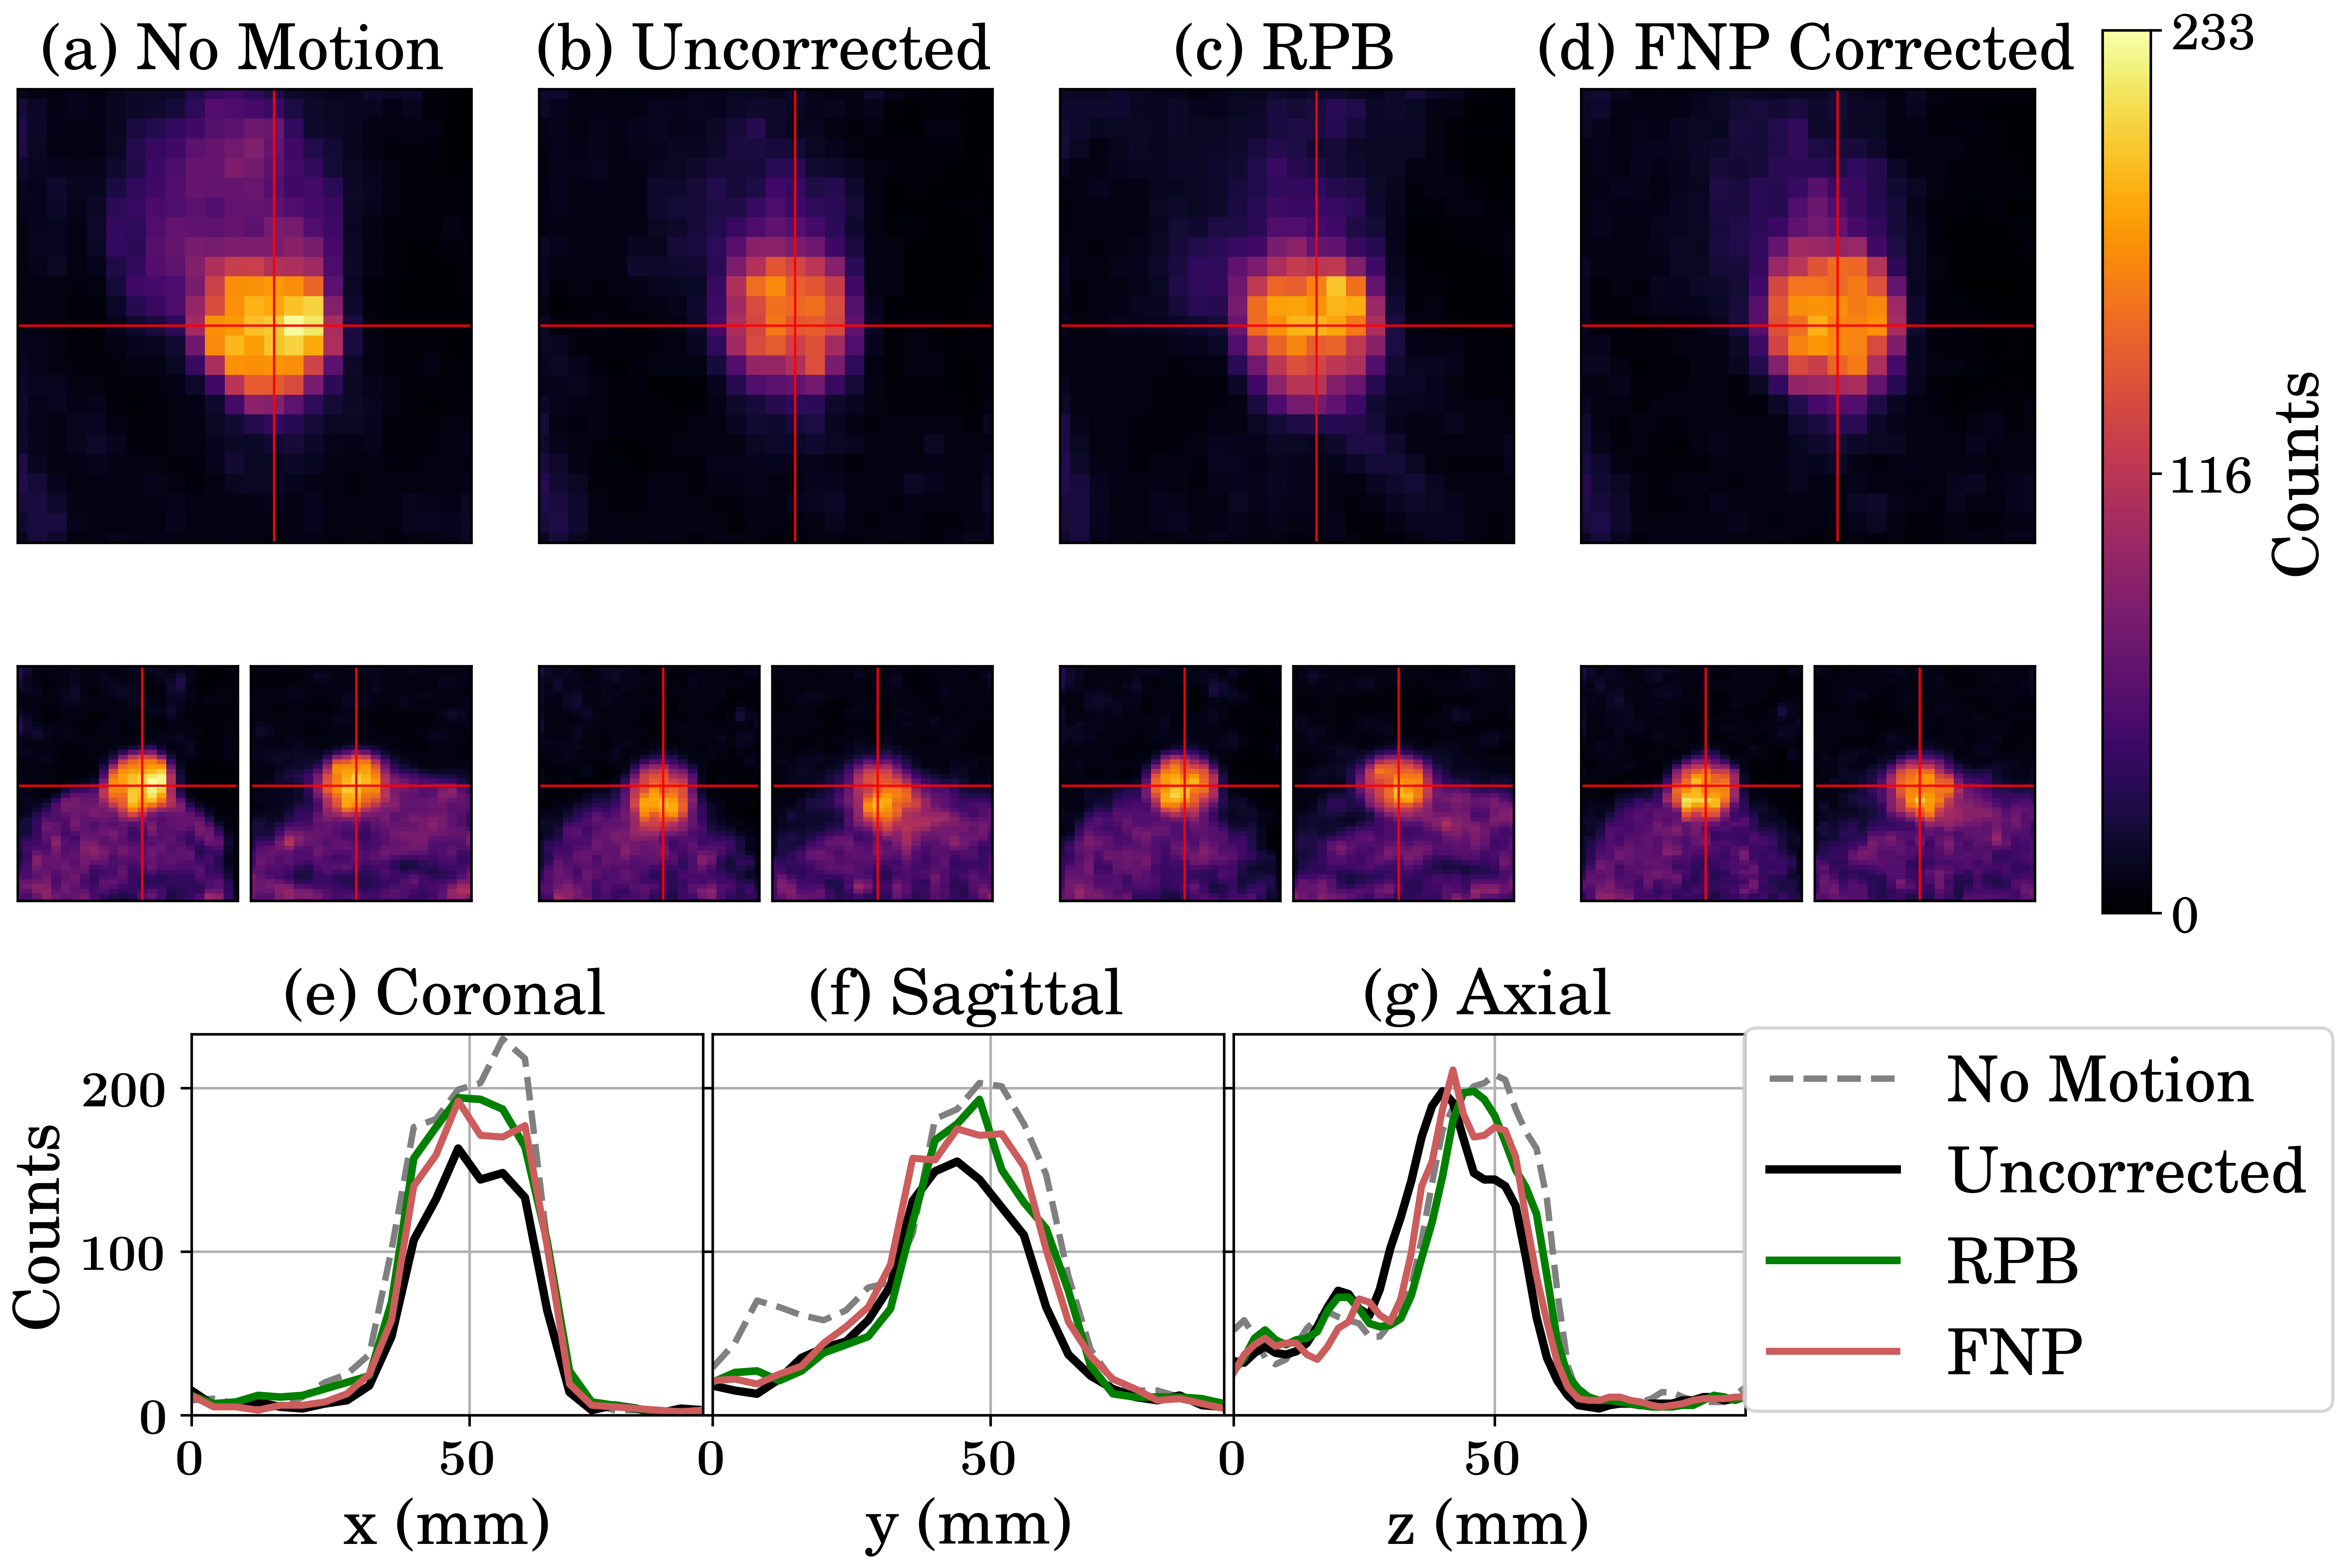 (a) No Motion
(b) Uncorrected
(c) RPB
(d) FNP Corrected
233
116
0
Counts
(e) Coronal
(f) Sagittal
(g) Axial
200
100
0
Counts
0
50
0
50
0
50
x (mm)
y (mm)
z (mm)
No Motion
Uncorrected
RPB
FNP